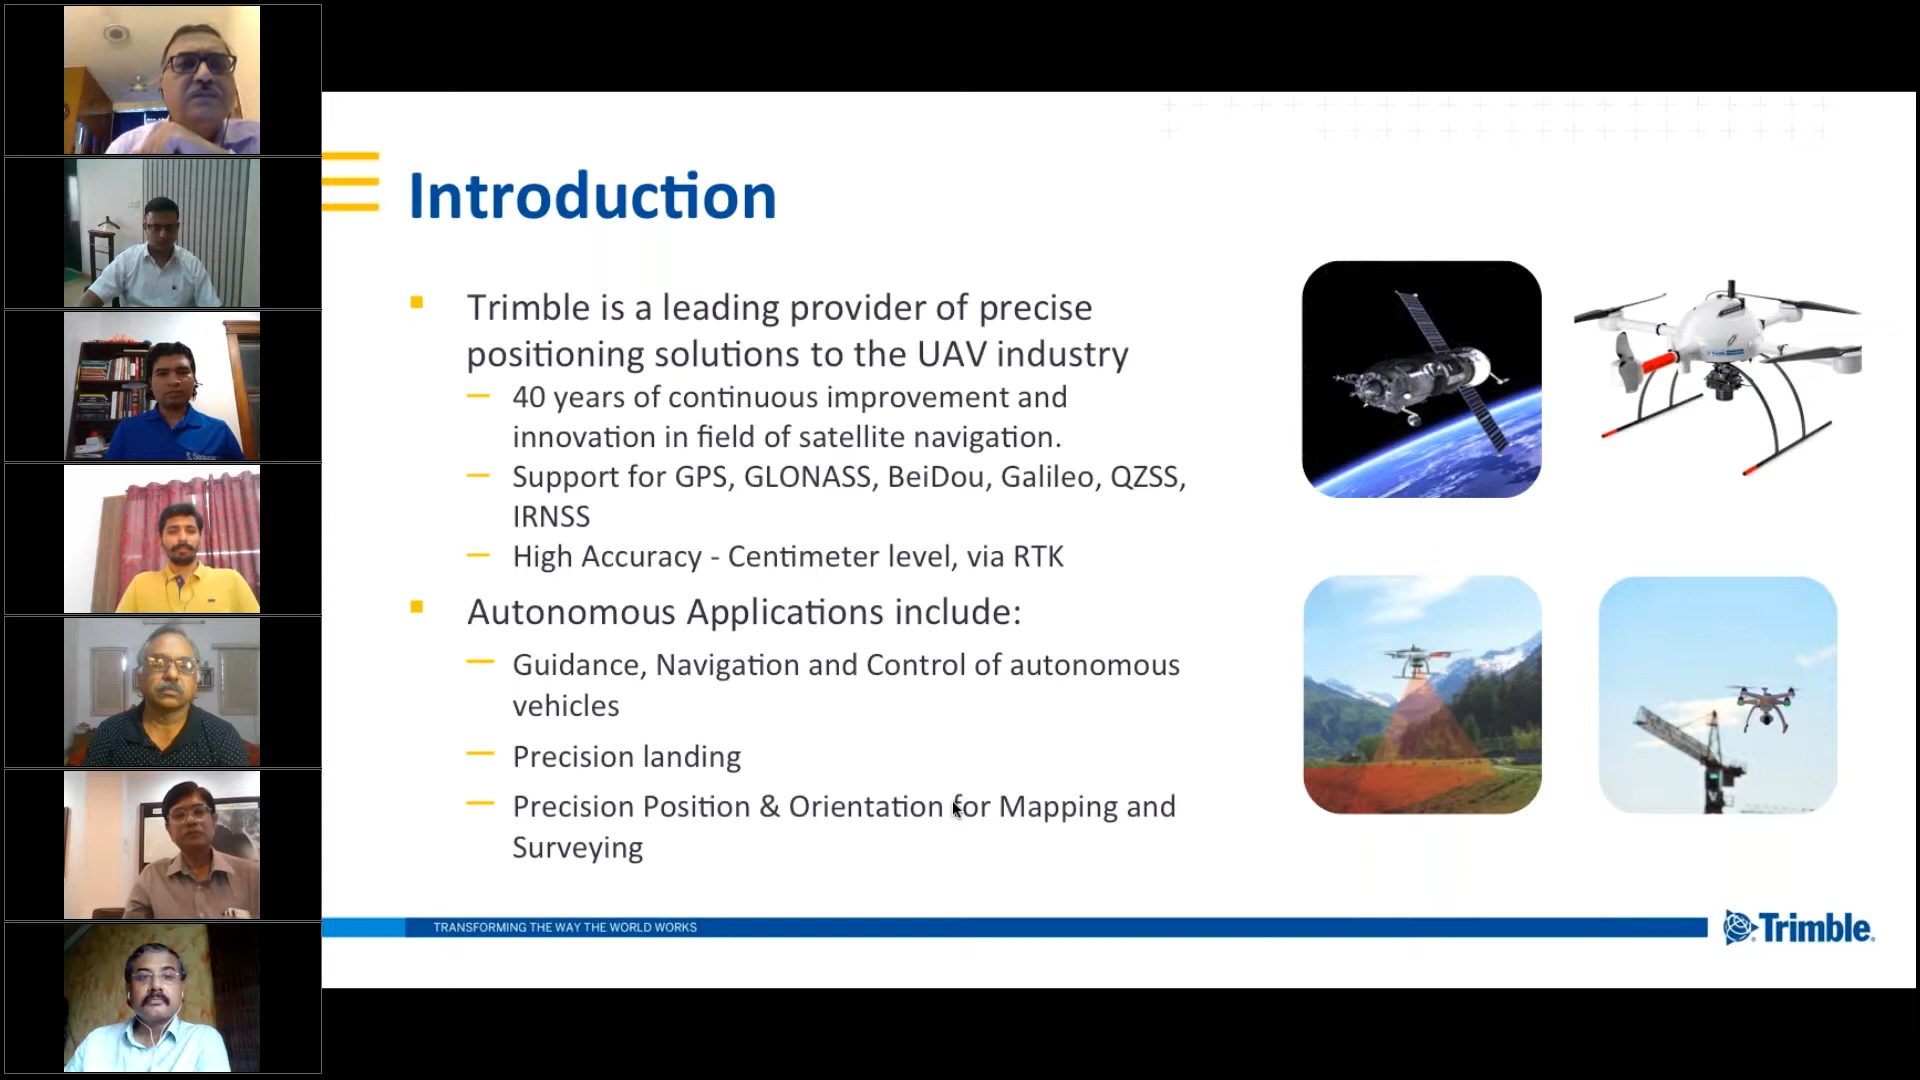 Introduction
Trimble is a leading provider of precise
positioning solutions to the UAV industry
40 years of continuous improvement and
innovation in field of satellite navigation.
Support for GPS, GLONASS, BeiDou, Galileo, QZSS,
IRNSS
High Accuracy - Centimeter level, via RTK
Autonomous Applications include:
Guidance, Navigation and Control of autonomous
vehicles
Precision landing
Precision Position & Orientation for Mapping and
Surveying
TRANSFORMING THE WAY THE WORLD WORKS
Trimble